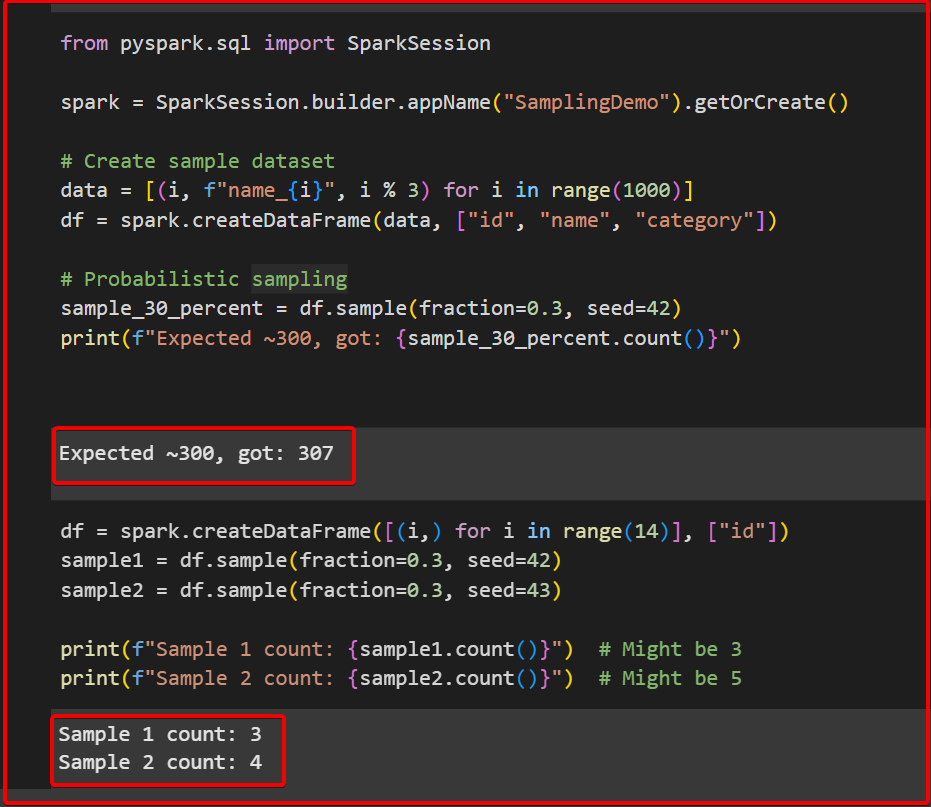 from pyspark.sql import SparkSession
spark = SparkSession.builder.appName("SamplingDemo").getOrCreate()
# Create sample dataset
data = [(i, f"name_{i}", i % 3) for i in range(1000)]
df = spark.createDataFrame(data, ["id", "name", "category"])
# Probabilistic sampling
sample_30_percent = df.sample(fraction=0.3, seed=42)
print(f"Expected ~300, got: {sample_30_percent.count()}")
Expected ~300, got: 307
df = spark.createDataFrame([(i,) for i in range(14)], ["id"])
sample1 = df.sample(fraction=0.3, seed=42)
sample2 = df.sample(fraction=0.3, seed=43)
print(f"Sample 1 count: {sample1.count()}")  # Might be 3
print(f"Sample 2 count: {sample2.count()}")  # Might be 5
Sample 1 count: 3
Sample 2 count: 4